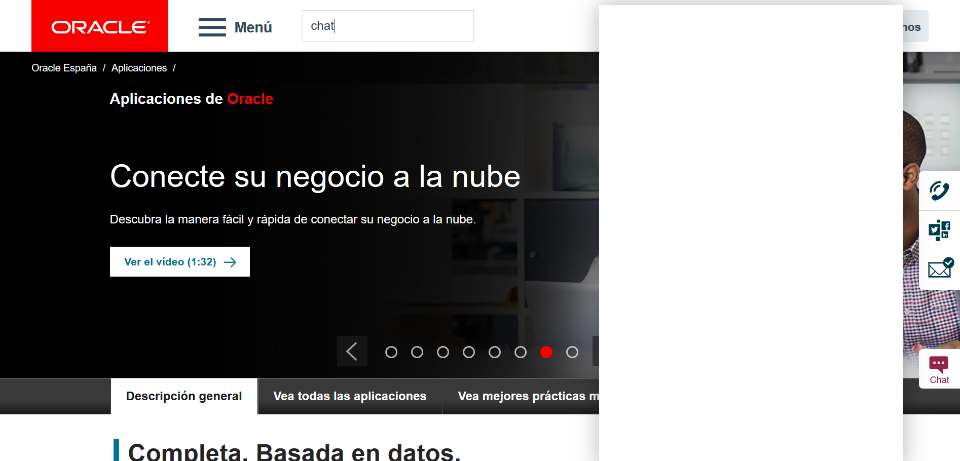 ORACLE
Menú
chat
nos
Oracle España / Aplicaciones /
Aplicaciones de Oracle
Conecte su negocio a la nube
Descubra la manera fácil y rápida de conectar su negocio a la nube.
Ver el vídeo (1:32)
Chat
Descripción general
Vea todas las aplicaciones
Vea mejores prácticas m
Completa. Basada en datos.